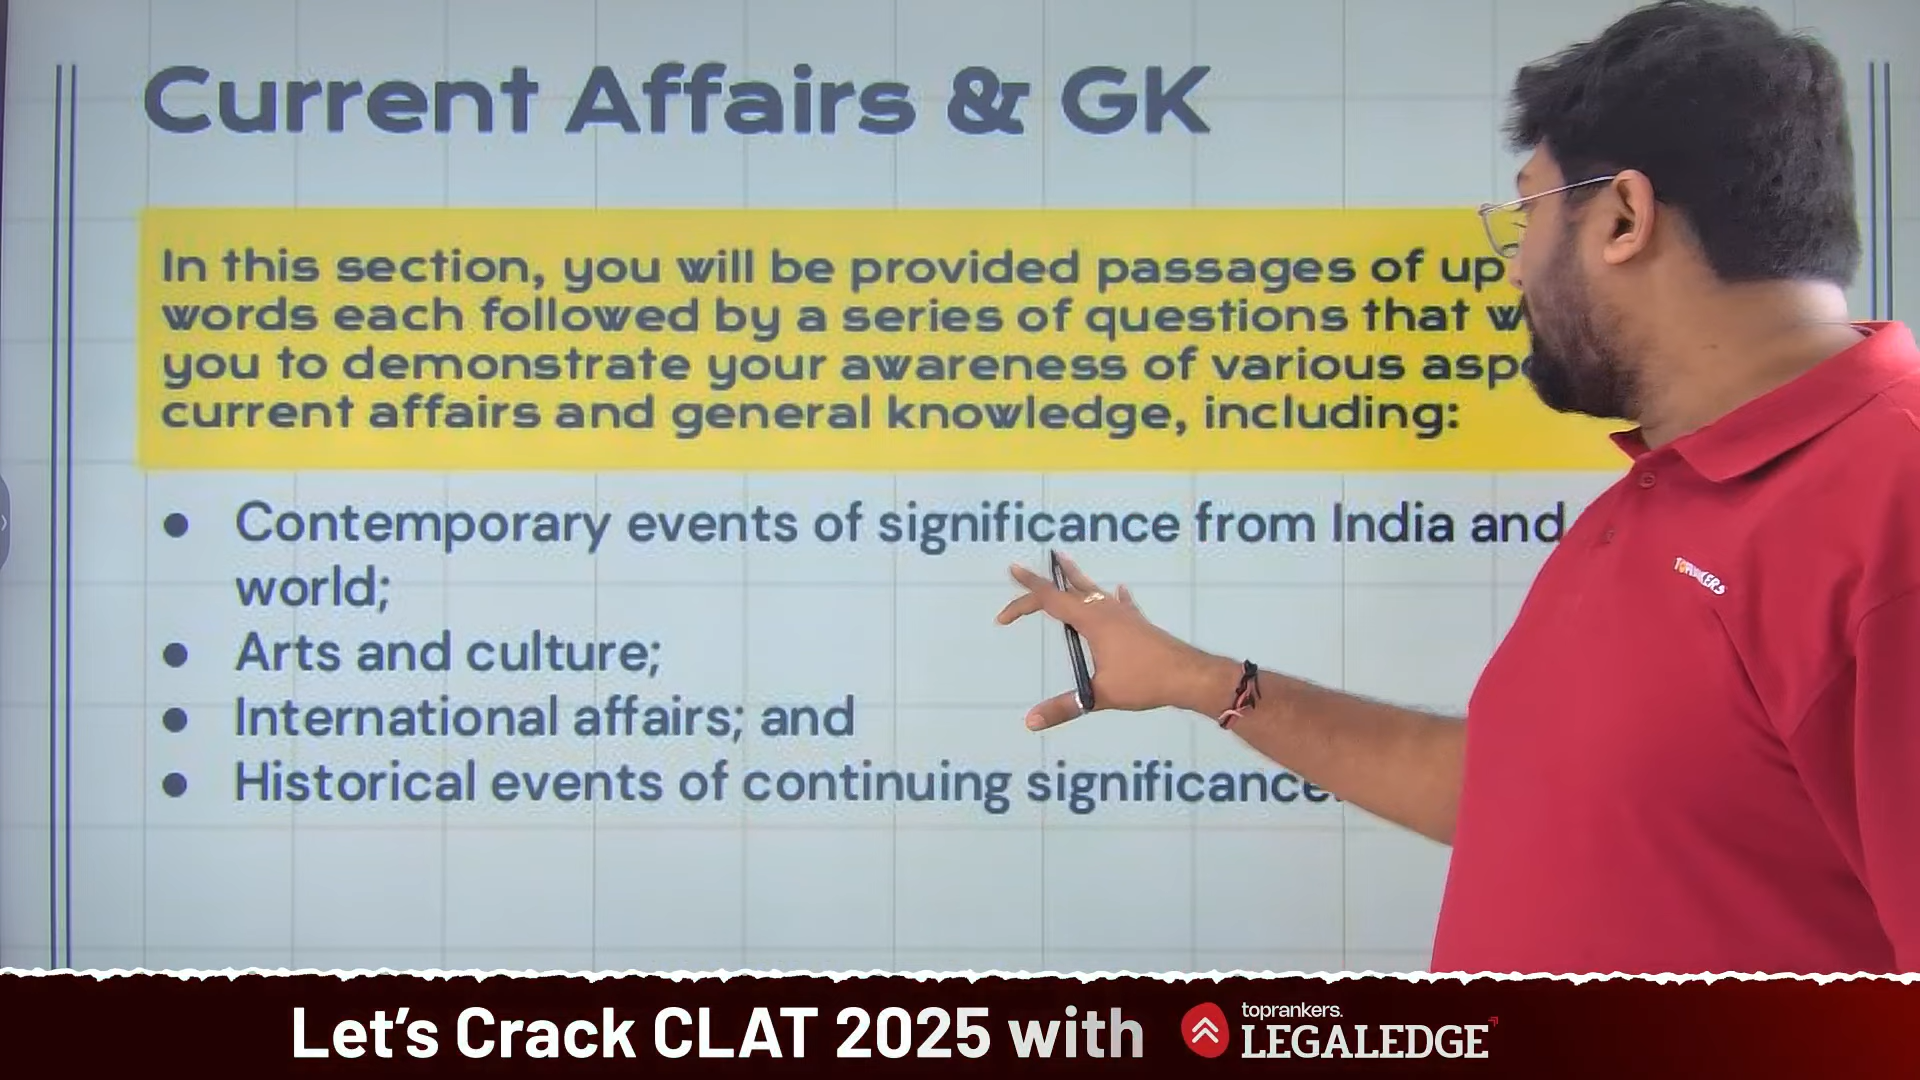 Current Affairs & GK
In this section, you will be provided passages of up
words each followed by a series of questions that
you to demonstrate your awareness of various
current affairs and general knowledge, including:
● Contemporary events of significance from India and
world;
● Arts and culture;
● International affairs; and
● Historical events of continuing significance.
TOPRANKERS
Let's Crack CLAT 2025 with
toprankers.
LEGALEDGE